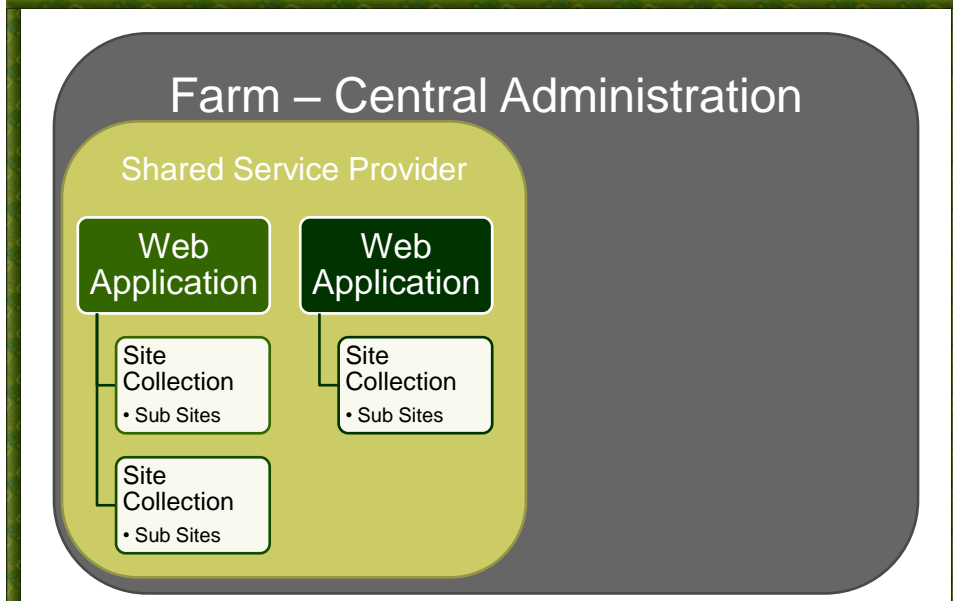 Farm – Central Administration
Shared Service Provider
Web
Application
Site
Collection
• Sub Sites
Site
Collection
• Sub Sites
Web
Application
Site
Collection
• Sub Sites